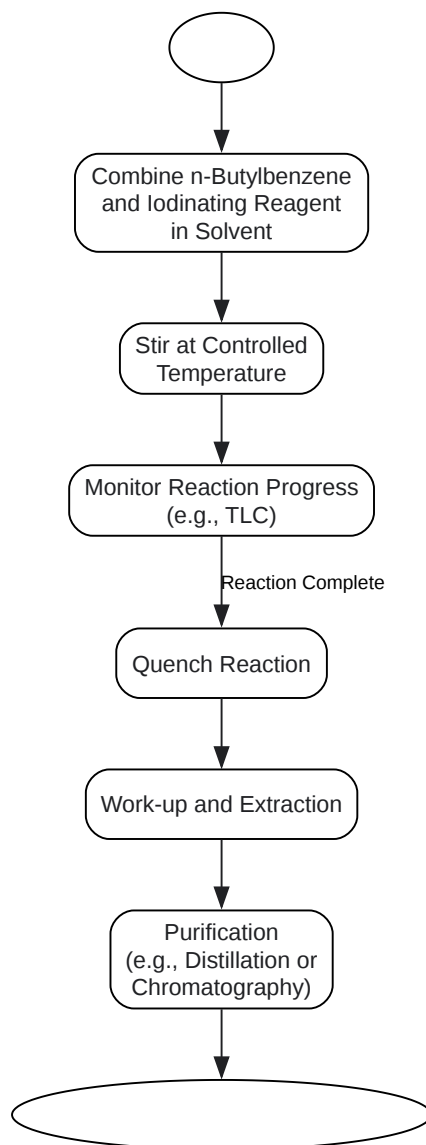 Combine n-Butylbenzene
and Iodinating Reagent
in Solvent
Stir at Controlled
Temperature
Monitor Reaction Progress
(e.g., TLC)
Reaction Complete
Quench Reaction
Work-up and Extraction
Purification
(e.g., Distillation or
Chromatography)